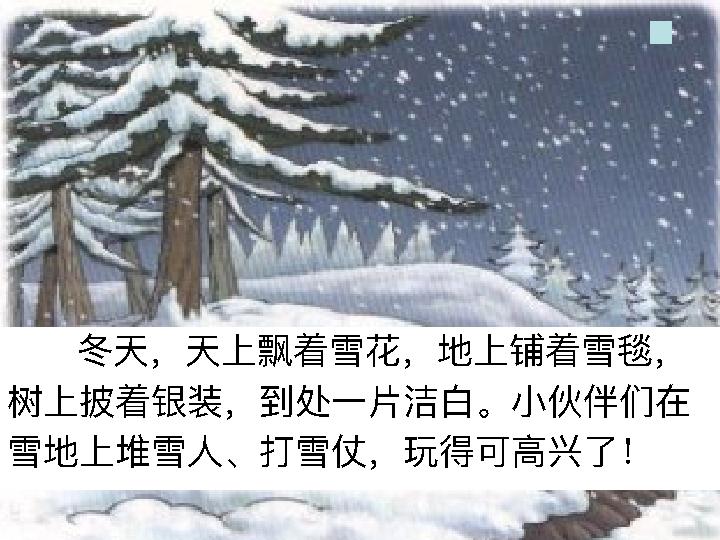 冬天，天上飘着雪花，地上铺着雪毯，
树上披着银装，到处一片洁白。小伙伴们在
雪地上堆雪人、打雪仗，玩得可高兴了！